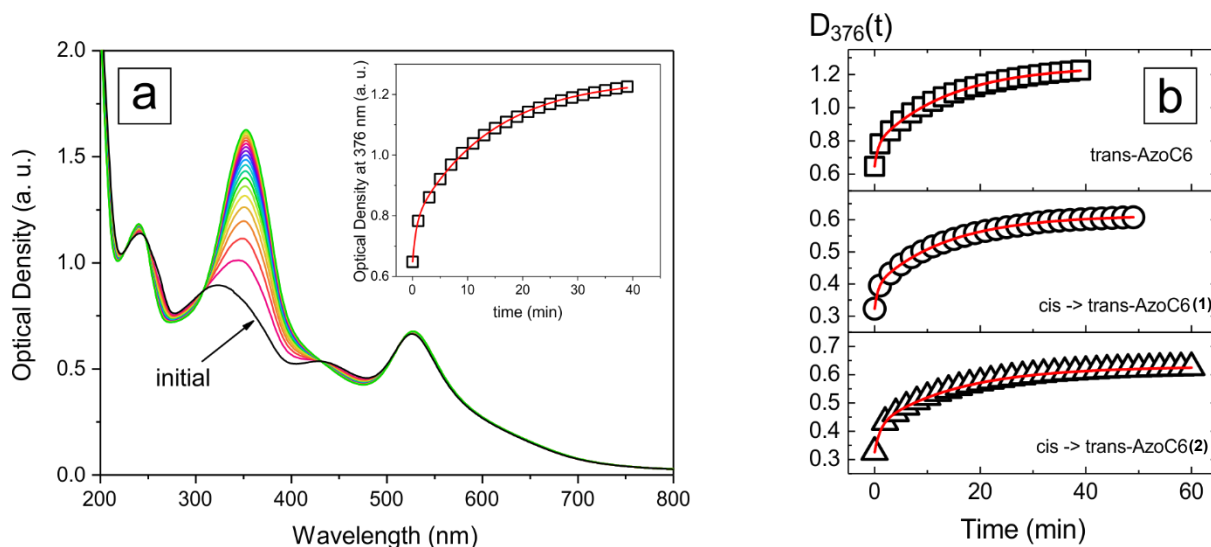 a
Optical Density (a. u.)
2.0
1.5
1.0
0.5
0.0
200 300 400 500 600 700 800
Wavelength (nm)
initial
Optical Density at 376 nm (a. u.)
1.2
1.0
0.8
0.6
0 10 20 30 40
time (min)
D376(t)
b
1.2
1.0
0.8
0.6
trans-AzoC6
0.6
0.5
0.4
0.3
cis -> trans-AzoC6(1)
0.7
0.6
0.5
0.4
0.3
cis -> trans-AzoC6(2)
0 20 40 60
Time (min)